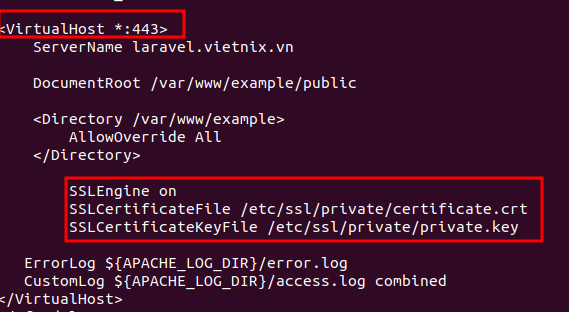 <VirtualHost *:443>
ServerName laravel.vietnix.vn
DocumentRoot /var/www/example/public
<Directory /var/www/example>
AllowOverride All
</Directory>
SSLEngine on
SSLCertificateFile /etc/ssl/private/certificate.crt
SSLCertificateKeyFile /etc/ssl/private/private.key
ErrorLog ${APACHE_LOG_DIR}/error.log
CustomLog ${APACHE_LOG_DIR}/access.log combined
</VirtualHost>